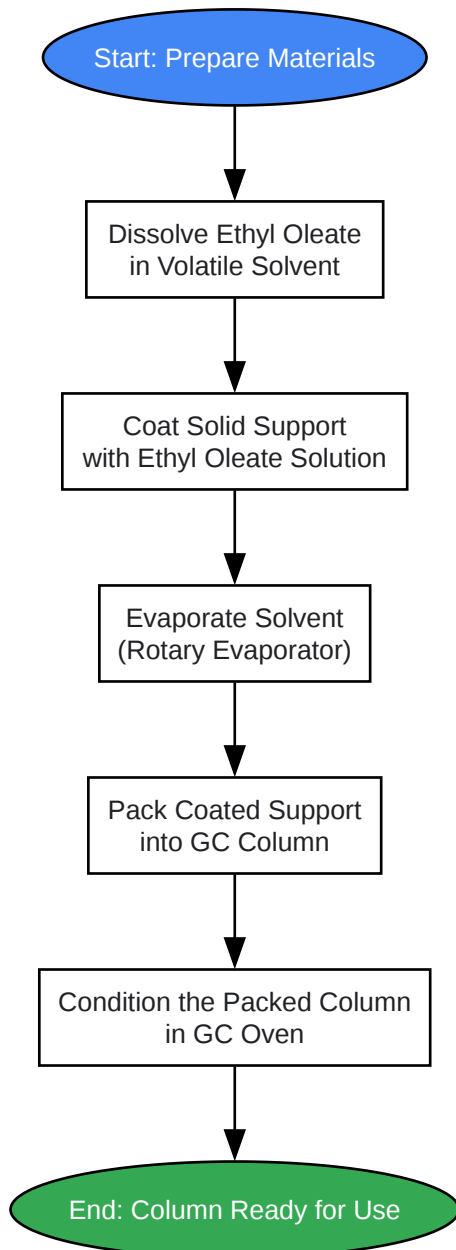 Start: Prepare Materials
Dissolve Ethyl Oleate
in Volatile Solvent
Coat Solid Support
with Ethyl Oleate Solution
Evaporate Solvent
(Rotary Evaporator)
Pack Coated Support
into GC Column
Condition the Packed Column
in GC Oven
End: Column Ready for Use